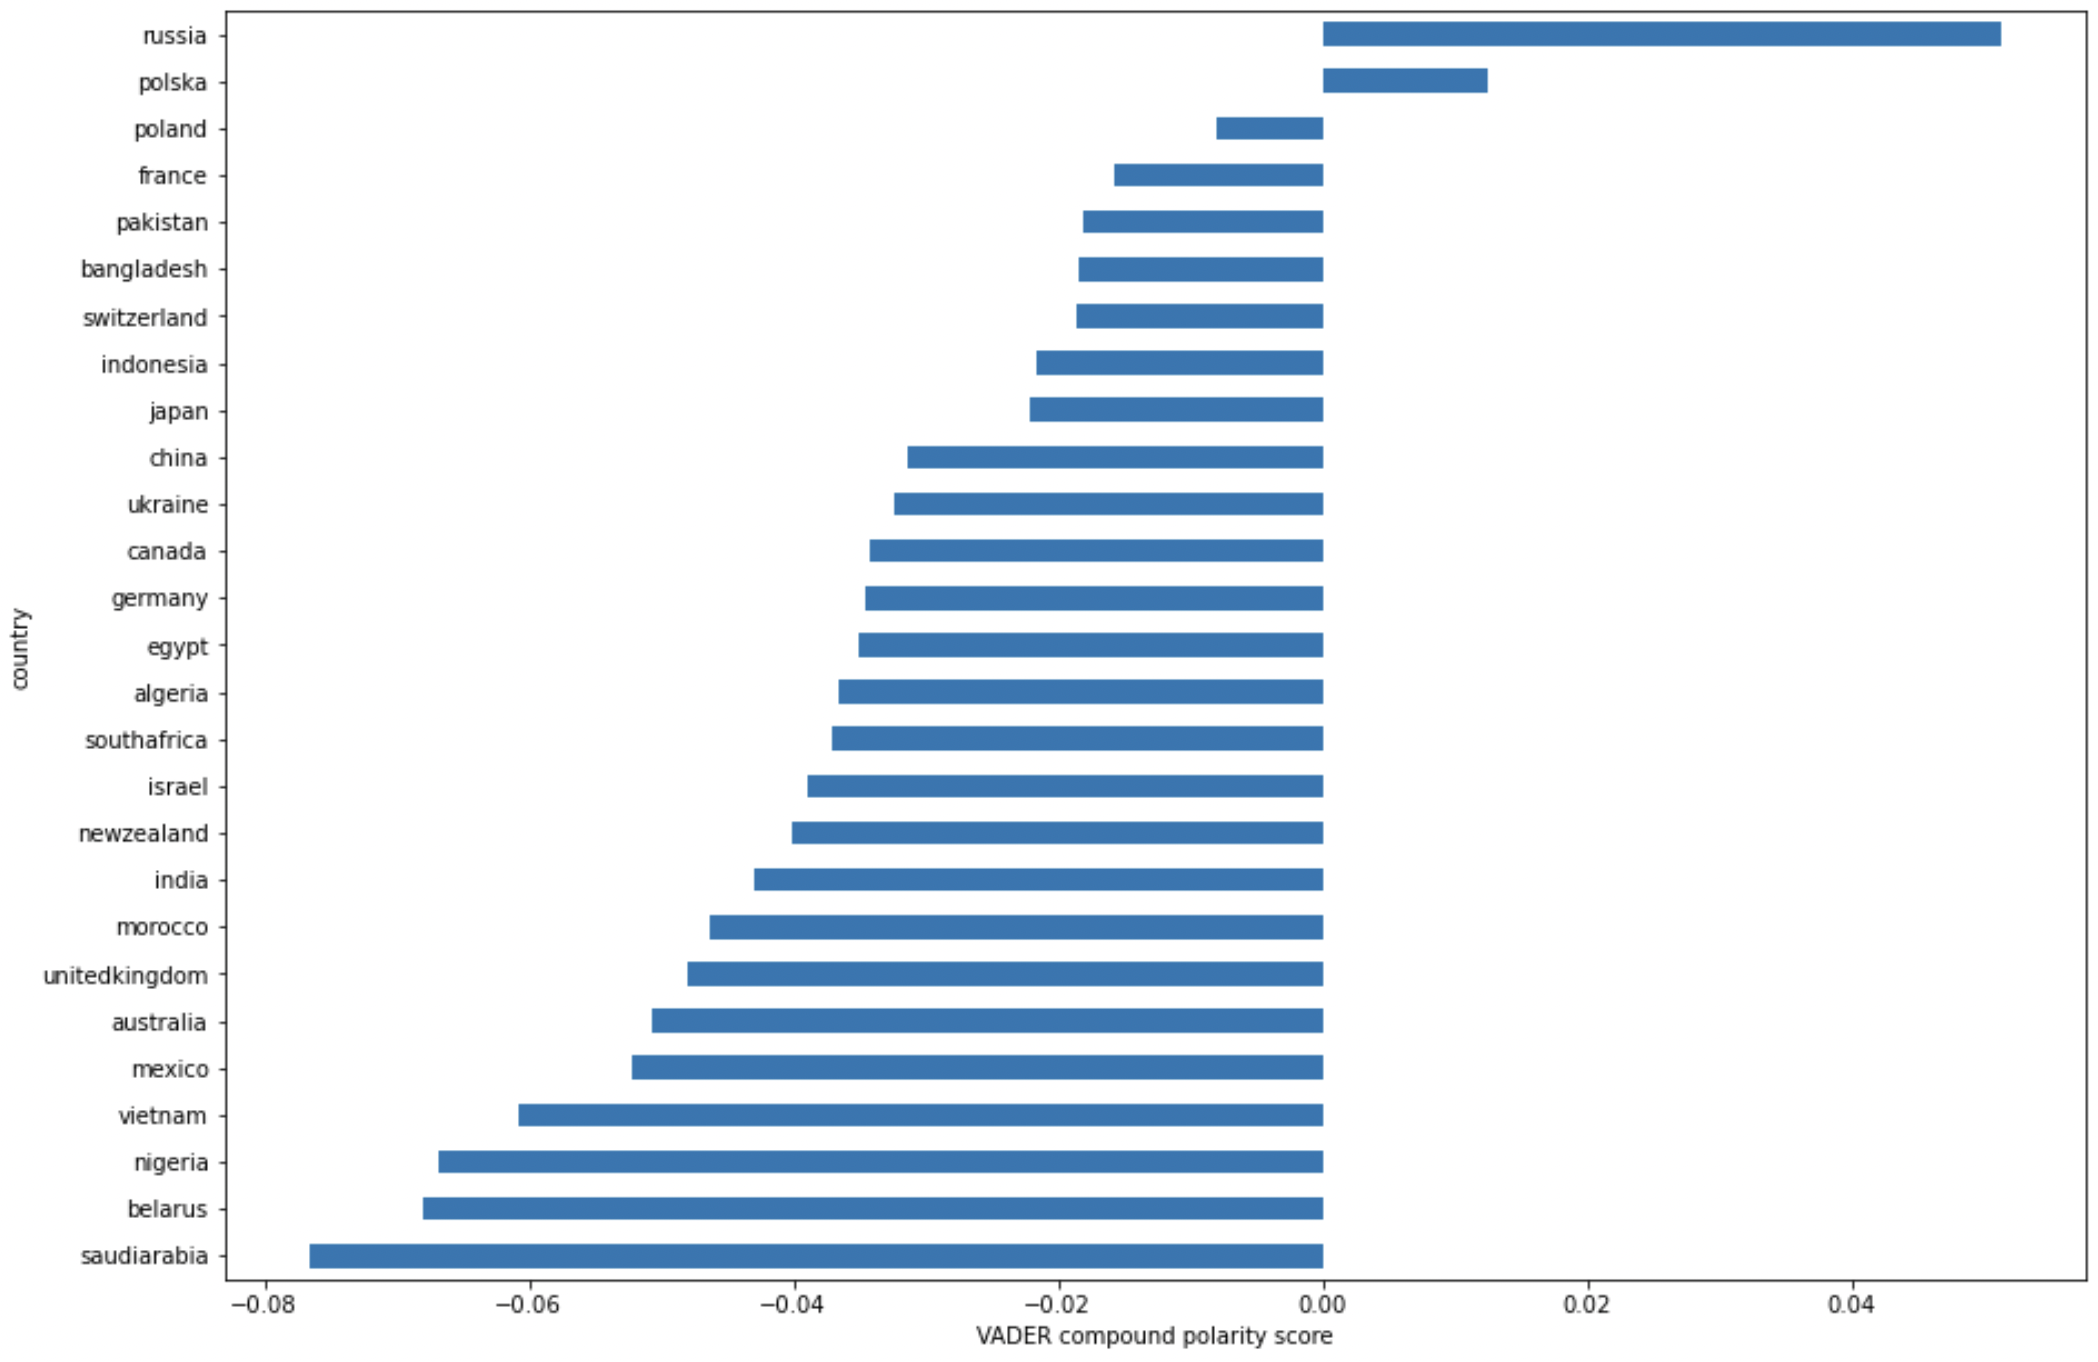 russia
polska
poland
france
pakistan
bangladesh
switzerland
indonesia
japan
china
ukraine
canada
germany
egypt
algeria
southafrica
israel
newzealand
india
morocco
unitedkingdom
australia
mexico
vietnam
nigeria
belarus
saudiarabia
country
−0.08 −0.06 −0.04 −0.02 0.00 0.02 0.04
VADER compound polarity score